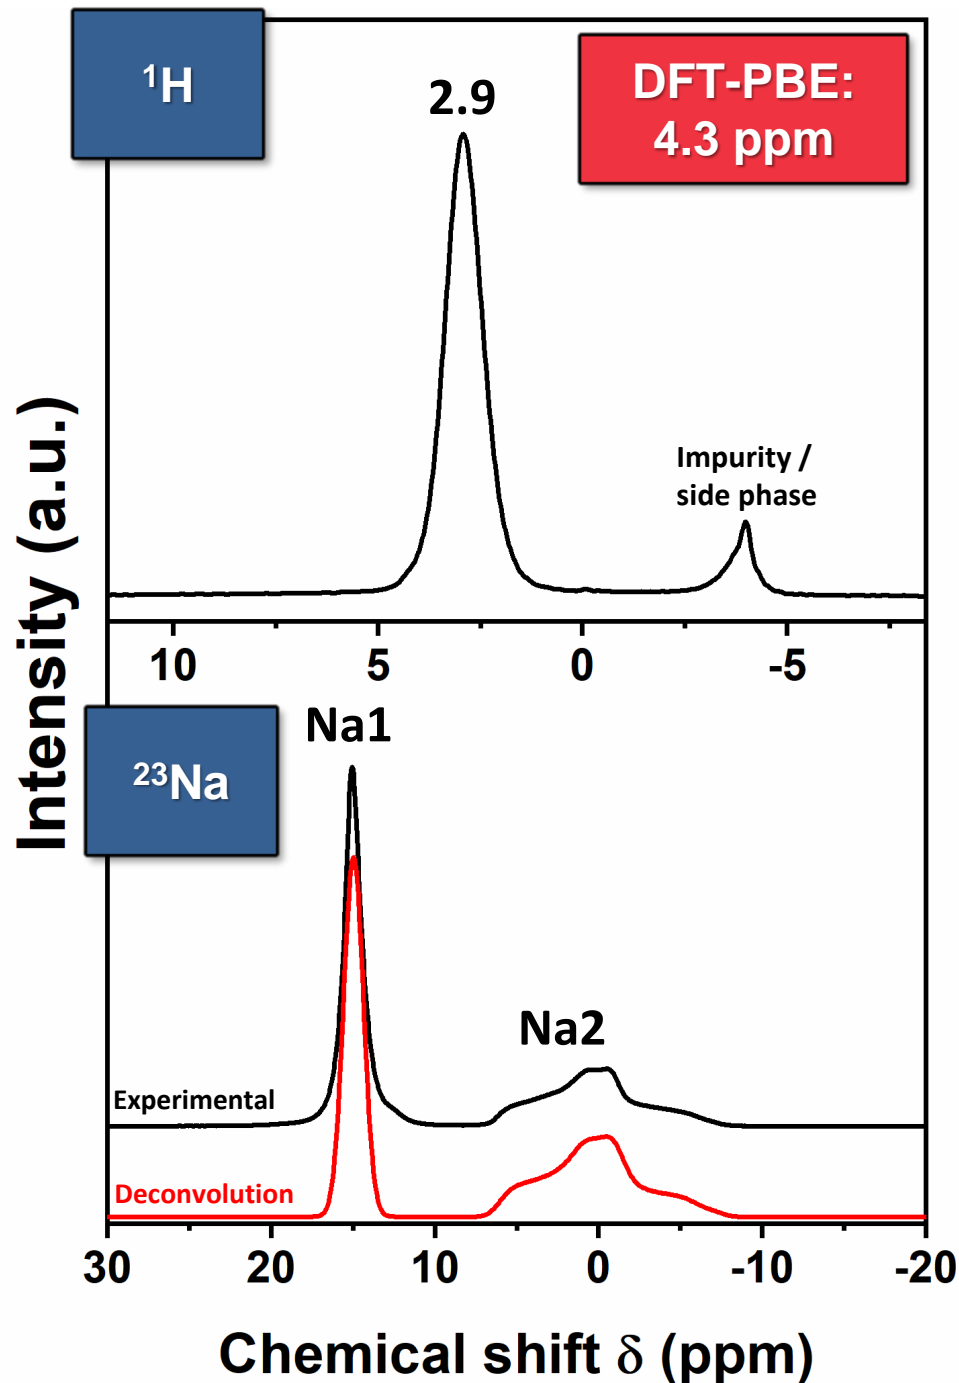 ¹H
DFT-PBE:
4.3 ppm
2.9
Impurity /
side phase
10 5 0 -5
Intensity (a.u.)
²³Na
Na1
Na2
Experimental
Deconvolution
30 20 10 0 -10 -20
Chemical shift δ (ppm)